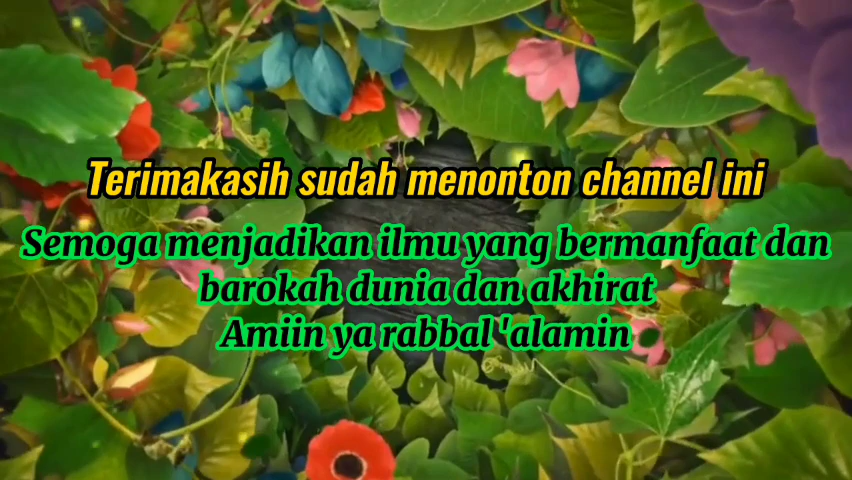 Terimakasih sudah menonton channel ini
Semoga menjadikan ilmu yang bermanfaat dan
barokah dunia dan akhirat
Amiin ya rabbal 'alamin